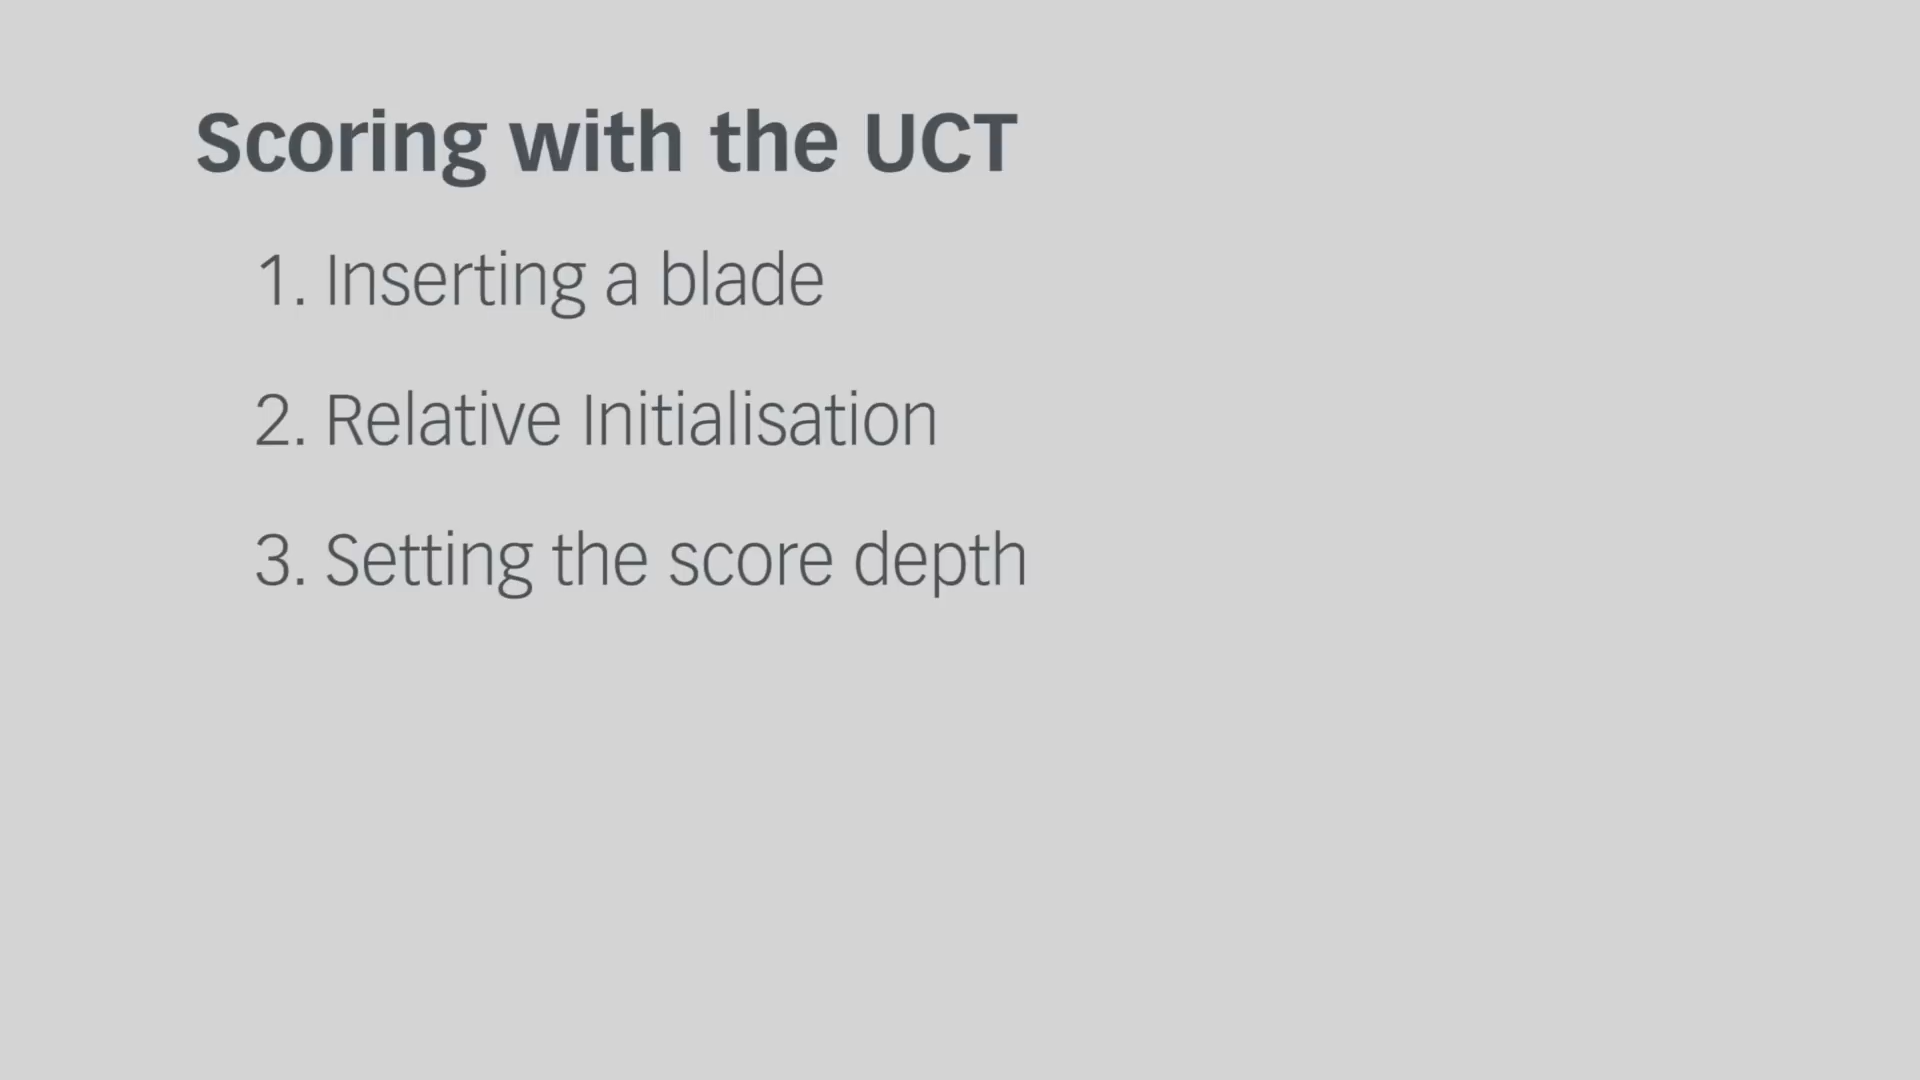 Scoring with the UCT
1. Inserting a blade
2. Relative Initialisation
3. Setting the score depth